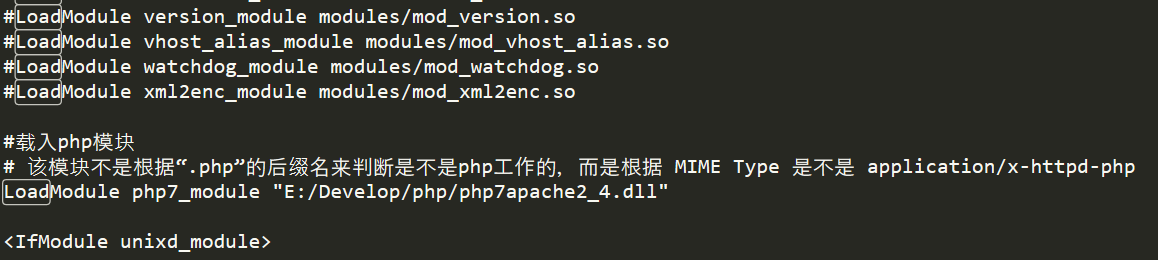 #LoadModule version_module modules/mod_version.so
#LoadModule vhost_alias_module modules/mod_vhost_alias.so
#LoadModule watchdog_module modules/mod_watchdog.so
#LoadModule xml2enc_module modules/mod_xml2enc.so
#载入php模块
# 该模块不是根据“.php”的后缀名来判断是不是php工作的，而是根据 MIME Type 是不是 application/x-httpd-php
LoadModule php7_module "E:/Develop/php/php7apache2_4.dll"
<IfModule unixd_module>